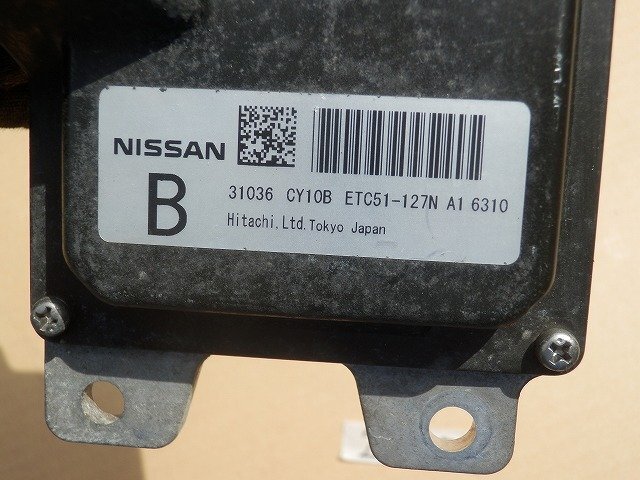 NISSAN
B
31036 CY10B ETC51-127N A1 6310
Hitachi.Ltd.Tokyo Japan